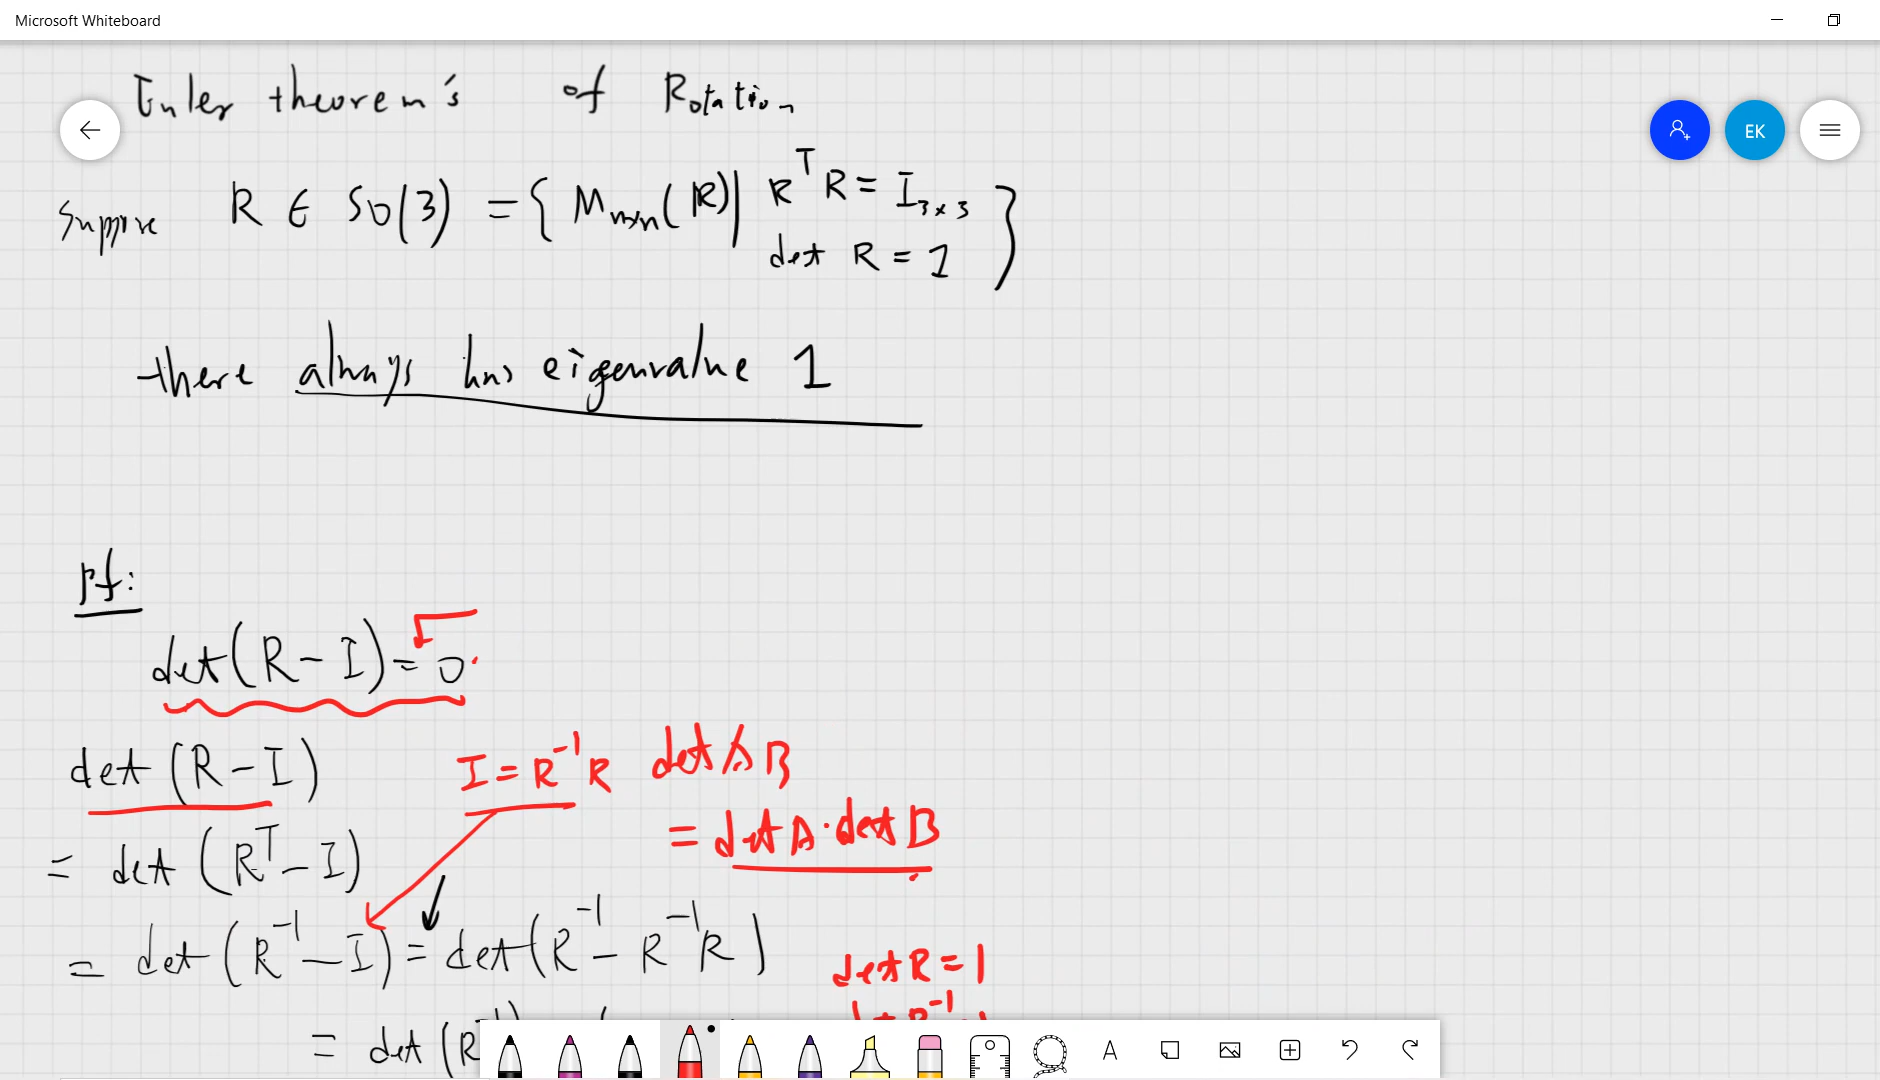 Microsoft Whiteboard
Euler theorem's of Rotation
EK
Suppose R ∈ SO(3) = { M_{n×n}(ℝ) | R^T R = I_{3×3}
det R = 1 }
there always has eigenvalue 1
pf:
det(R - I) = 0
det (R - I) I = R^{-1} R det A B
= det (R^T - I) = det A · det B
= det (R^{-1} - I) = det (R^{-1} - R^{-1} R)
det R = 1
= det (R
A